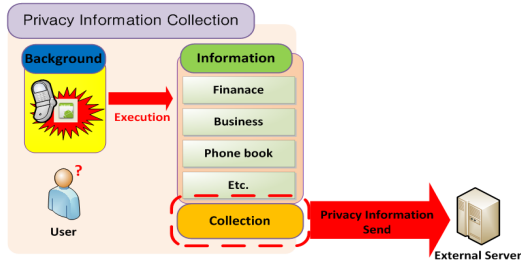 Privacy Information Collection
Background
Information
Finanace
Execution
Business
Phone book
Etc.
?
User
Collection
Privacy Information
Send
External Server